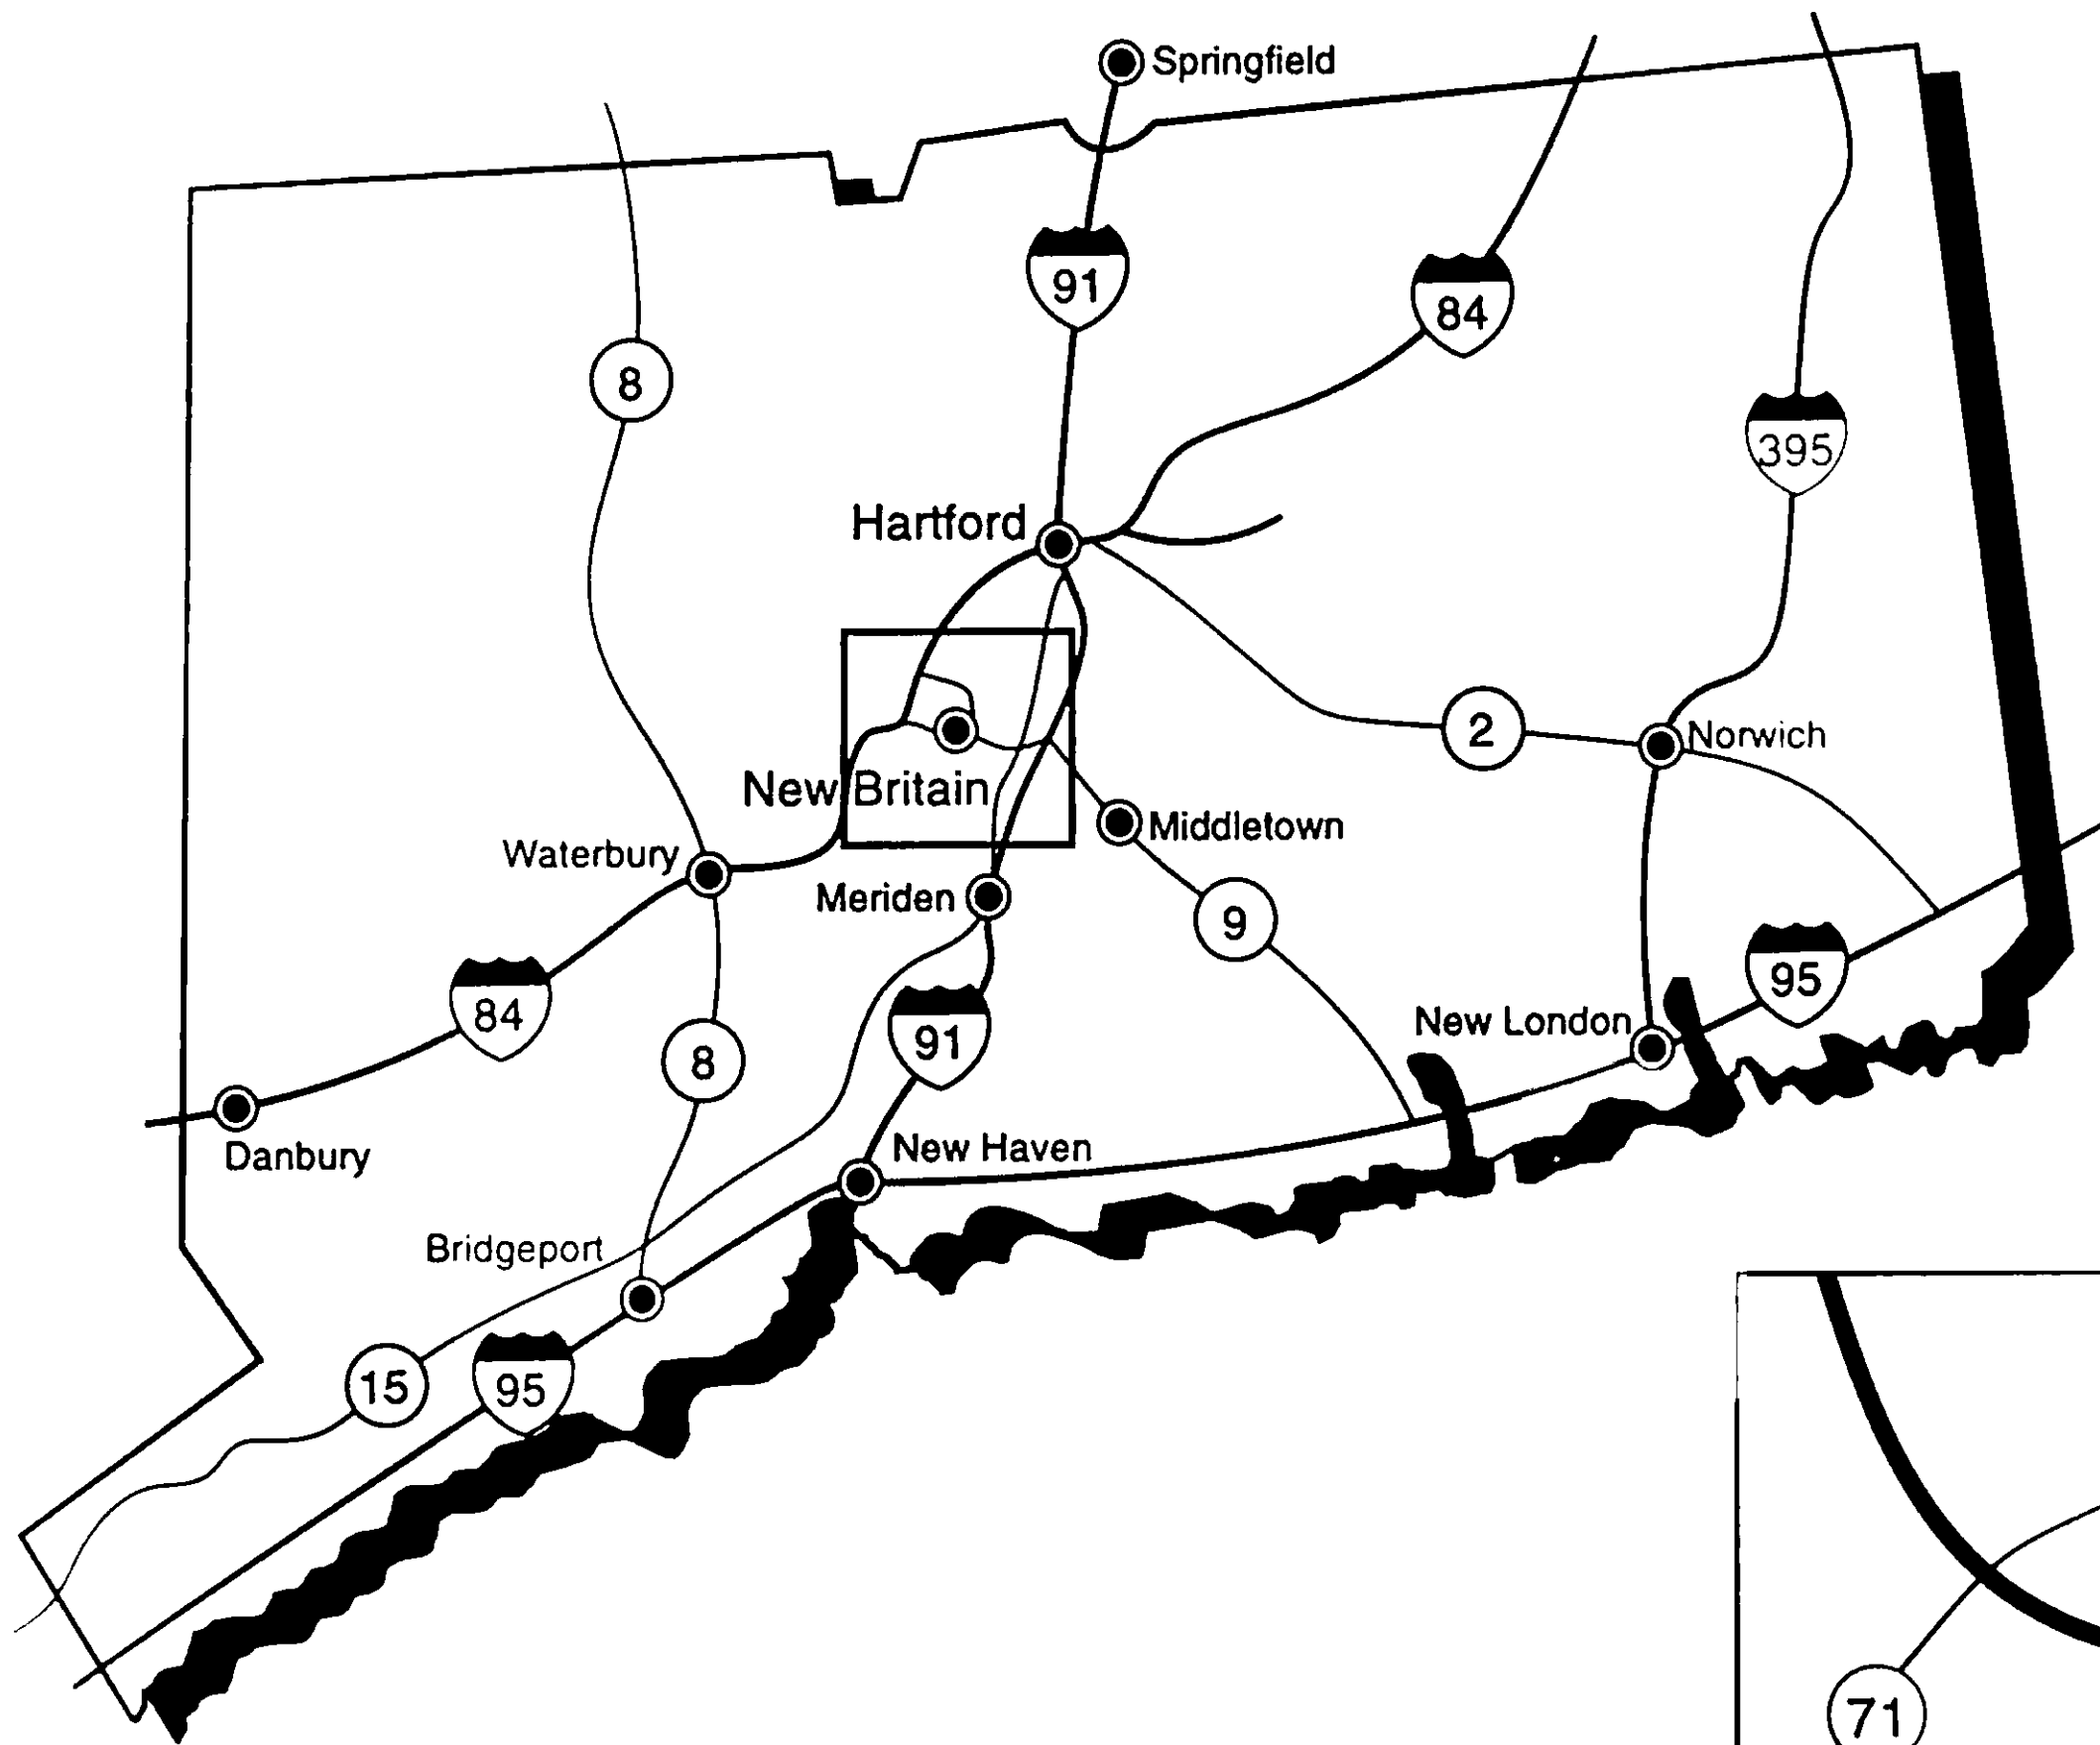 Springfield
91
84
8
395
Hartford
2
Norwich
New Britain
Middletown
Waterbury
Meriden
9
95
84
New London
91
8
Danbury
New Haven
Bridgeport
15
95
71